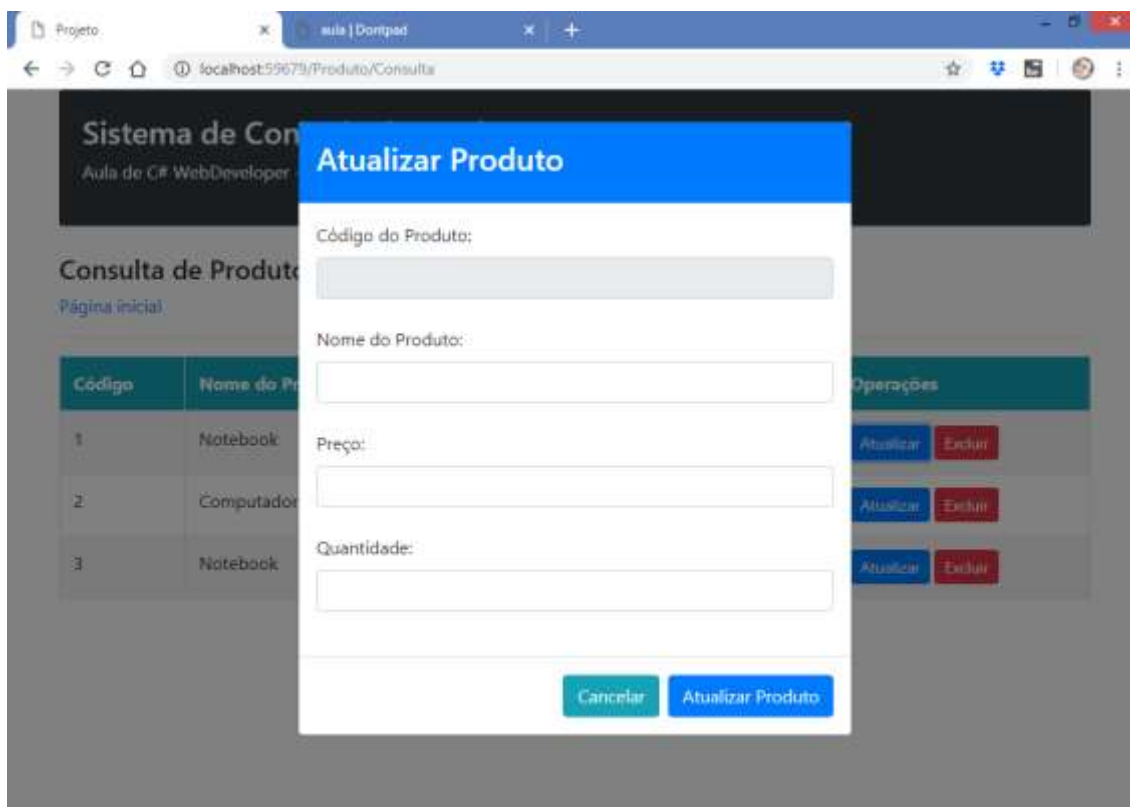 Projeto
aula | Dontpad
localhost:59679/Produto/Consulta
Sistema de Con
Aula de C# WebDeveloper -
Atualizar Produto
Código do Produto:
Consulta de Produto
Página inicial
Nome do Produto:
Código Nome do Pr Operações
1 Notebook Atualizar Excluir
Preço:
2 Computador Atualizar Excluir
Quantidade:
3 Notebook Atualizar Excluir
Cancelar Atualizar Produto